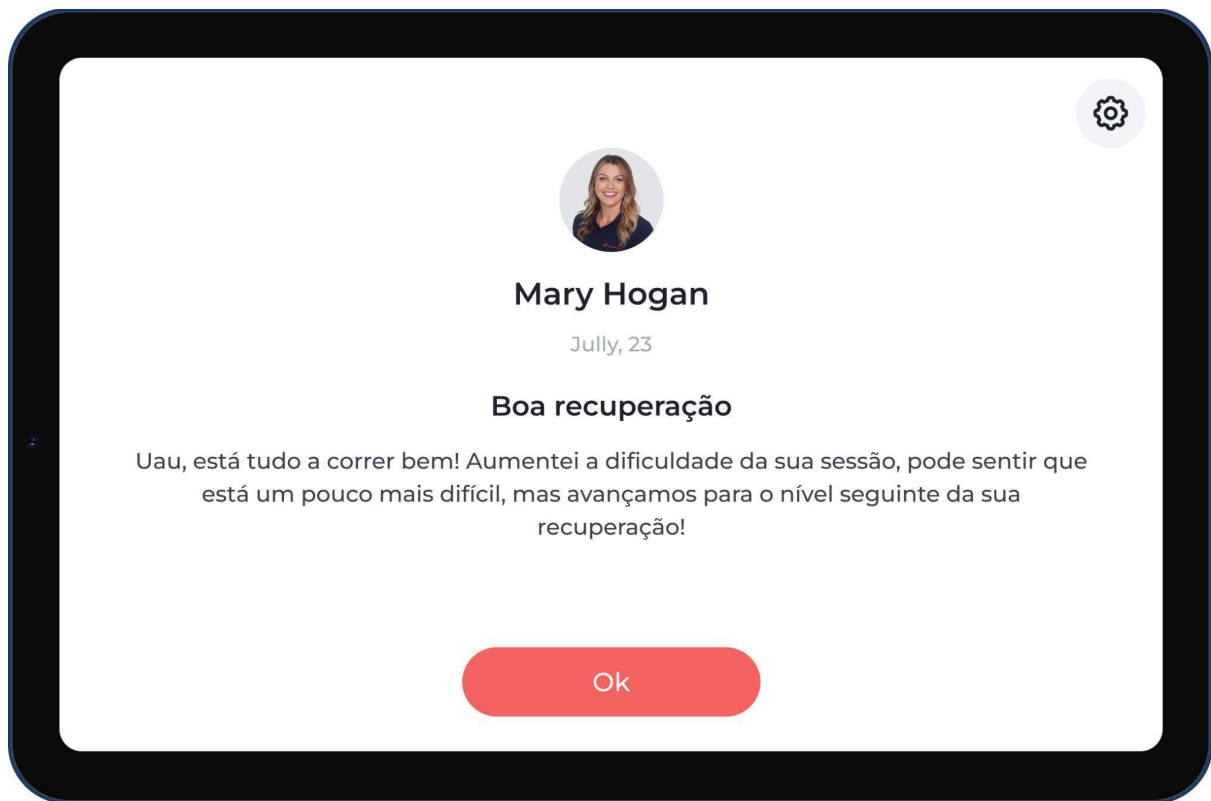 Mary Hogan
Jully, 23
Boa recuperação
Uau, está tudo a correr bem! Aumentei a dificuldade da sua sessão, pode sentir que
está um pouco mais difícil, mas avançamos para o nível seguinte da sua
recuperação!
Ok